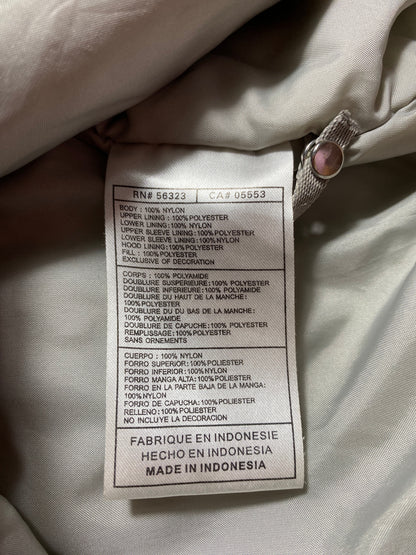 RN# 56323 CA# 05553
BODY : 100% NYLON
UPPER LINING : 100% POLYESTER
LOWER LINING : 100% NYLON
UPPER SLEEVE LINING : 100% POLYESTER
LOWER SLEEVE LINING : 100% NYLON
HOOD LINING: 100% POLYESTER
FILL : 100% POLYESTER
EXCLUSIVE OF DECORATION
CORPS : 100% POLYAMIDE
DOUBLURE SUSPERIEURE : 100% POLYESTER
DOUBLURE INFERIEURE : 100% POLYAMIDE
DOUBLURE DU HAUT DE LA MANCHE :
100% POLYESTER
DOUBLURE DU DU BAS DE LA MANCHE :
100% POLYAMIDE
DOUBLURE DE CAPUCHE : 100% POLYESTER
REMPLISSAGE: 100% POLYESTER
SANS ORNEMENTS
CUERPO : 100% NYLON
FORRO SUPERIOR: 100% POLYESTER
FORRO INFERIOR: 100% NYLON
FORRO MANGA ALTA: 100% POLYESTER
FORRO EN LA PARTE BAJA DE LA MANGA:
100% NYLON
FORRO DE CAPUCHA: 100% POLYESTER
RELLENO: 100% POLYESTER
NO INCLUYE LA DECORACION
FABRIQUE EN INDONESIE
HECHO EN INDONESIA
MADE IN INDONESIA